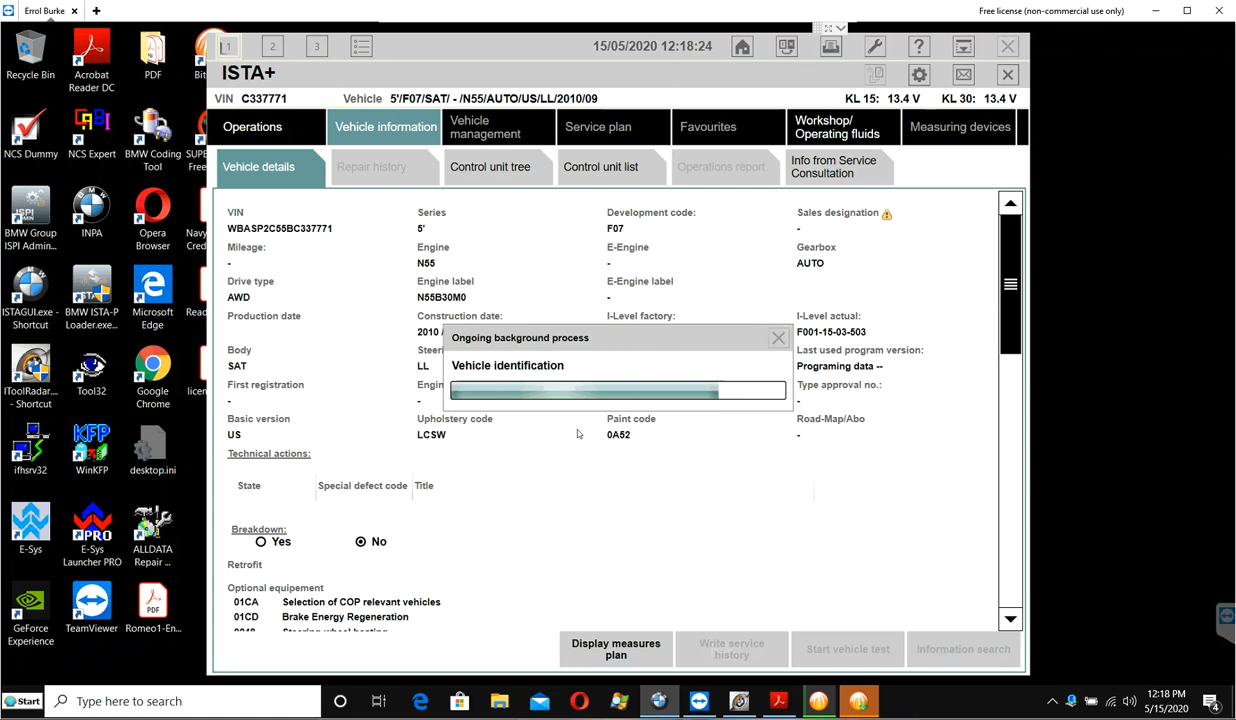 Errol Burke
Free license (non-commercial use only)
Recycle Bin
Acrobat
Reader DC
PDF
NCS Dummy
NCS Expert
BMW Coding
Tool
BMW Group
ISPI Admin...
INPA
Opera
Browser
ISTAGUI.exe -
Shortcut
BMW ISTA-P
Loader.exe...
Microsoft
Edge
IToolRadar....
- Shortcut
Tool32
Google
Chrome
ifhsrv32
WinKFP
desktop.ini
E-Sys
E-Sys
Launcher PRO
ALLDATA
Repair ...
GeForce
Experience
TeamViewer
Romeo1-En...
1
2
3
15/05/2020 12:18:24
ISTA+
VIN C337771 Vehicle 5'/F07/SAT/ - /N55/AUTO/US/LL/2010/09 KL 15: 13.4 V KL 30: 13.4 V
Operations
Vehicle information
Vehicle
management
Service plan
Favourites
Workshop/
Operating fluids
Measuring devices
Vehicle details
Repair history
Control unit tree
Control unit list
Operations report
Info from Service
Consultation
VIN Series Development code: Sales designation
WBASP2C55BC337771 5' F07 -
Mileage: Engine E-Engine Gearbox
- N55 - AUTO
Drive type Engine label E-Engine label
AWD N55B30M0 -
Production date Construction date: I-Level factory: I-Level actual:
2010 / F001-15-03-503
Ongoing background process
Vehicle identification
Body Steeri Last used program version:
SAT LL Programing data --
First registration Engin Type approval no.:
- - -
Basic version Upholstery code Paint code Road-Map/Abo
US LCSW 0A52 -
Technical actions:
State Special defect code Title
Breakdown:
Yes No
Retrofit
Optional equipement
01CA Selection of COP relevant vehicles
01CD Brake Energy Regeneration
Steering wheel heating
Display measures
plan
Write service
history
Start vehicle test
Information search
Start
Type here to search
12:18 PM
5/15/2020
4